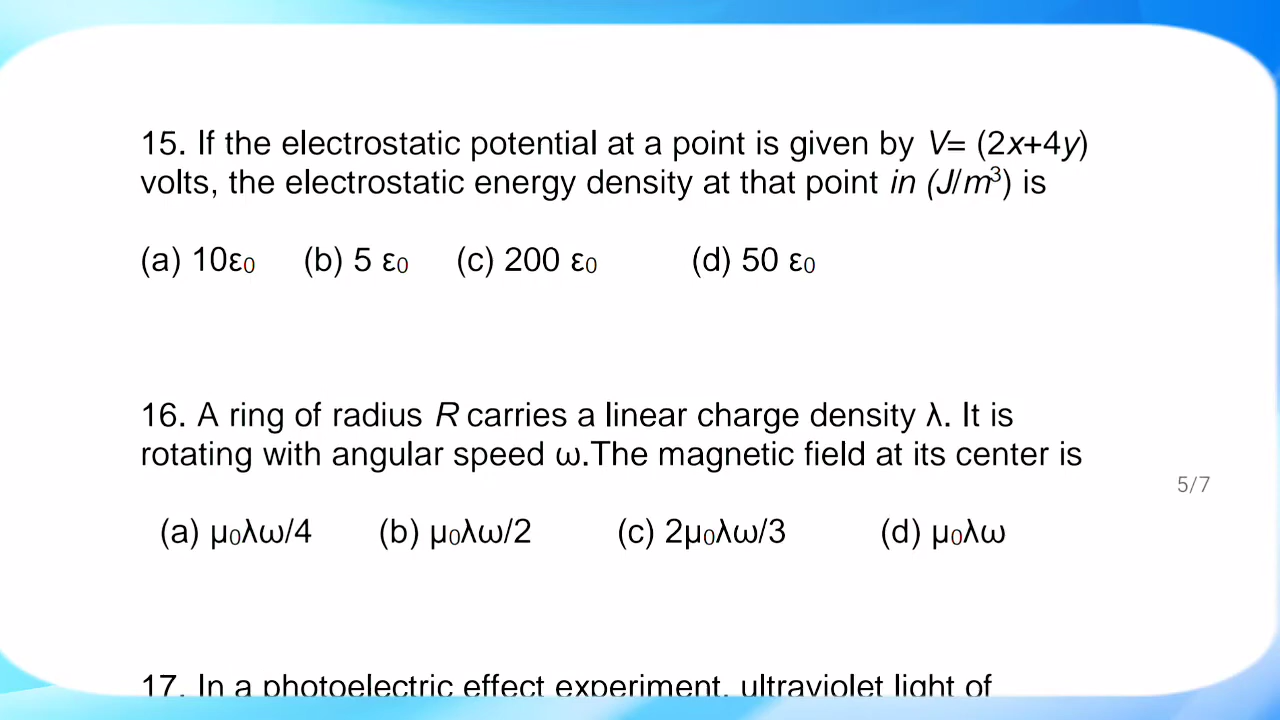 15. If the electrostatic potential at a point is given by V= (2x+4y)
volts, the electrostatic energy density at that point in (J/m³) is
(a) 10ε₀ (b) 5 ε₀ (c) 200 ε₀ (d) 50 ε₀
16. A ring of radius R carries a linear charge density λ. It is
rotating with angular speed ω.The magnetic field at its center is
5/7
(a) μ₀λω/4 (b) μ₀λω/2 (c) 2μ₀λω/3 (d) μ₀λω
17. In a photoelectric effect experiment, ultraviolet light of